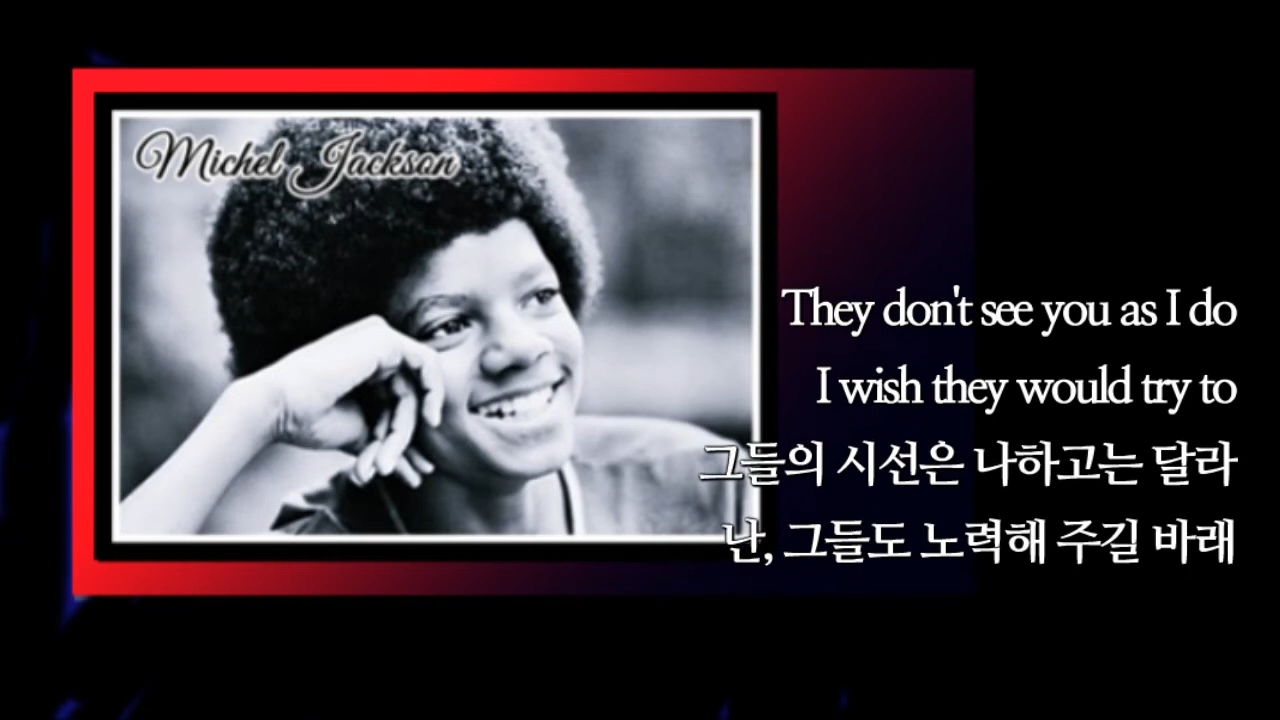 Michel Jackson
They don't see you as I do
I wish they would try to
그들의 시선은 나하고는 달라
난, 그들도 노력해 주길 바래